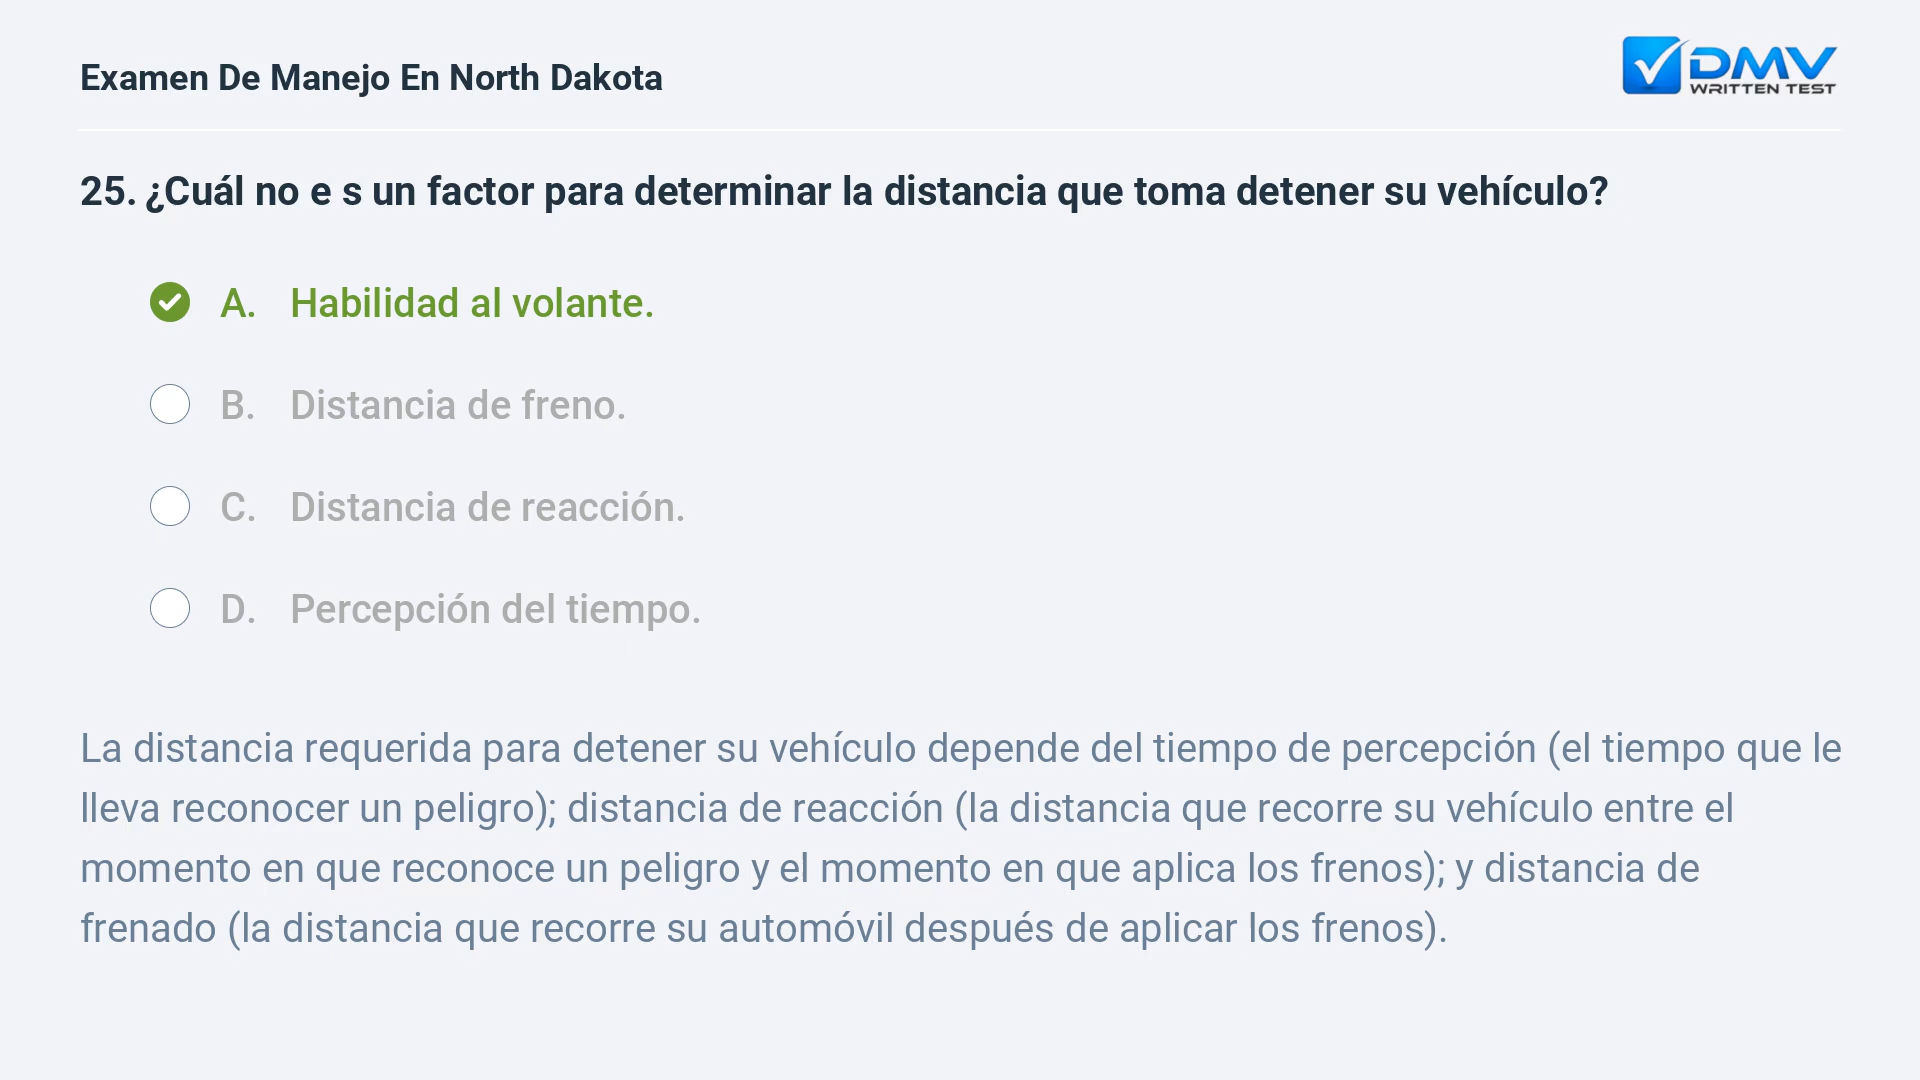 Examen De Manejo En North Dakota
DMV
WRITTEN TEST
25. ¿Cuál no e s un factor para determinar la distancia que toma detener su vehículo?
A. Habilidad al volante.
B. Distancia de freno.
C. Distancia de reacción.
D. Percepción del tiempo.
La distancia requerida para detener su vehículo depende del tiempo de percepción (el tiempo que le
lleva reconocer un peligro); distancia de reacción (la distancia que recorre su vehículo entre el
momento en que reconoce un peligro y el momento en que aplica los frenos); y distancia de
frenado (la distancia que recorre su automóvil después de aplicar los frenos).